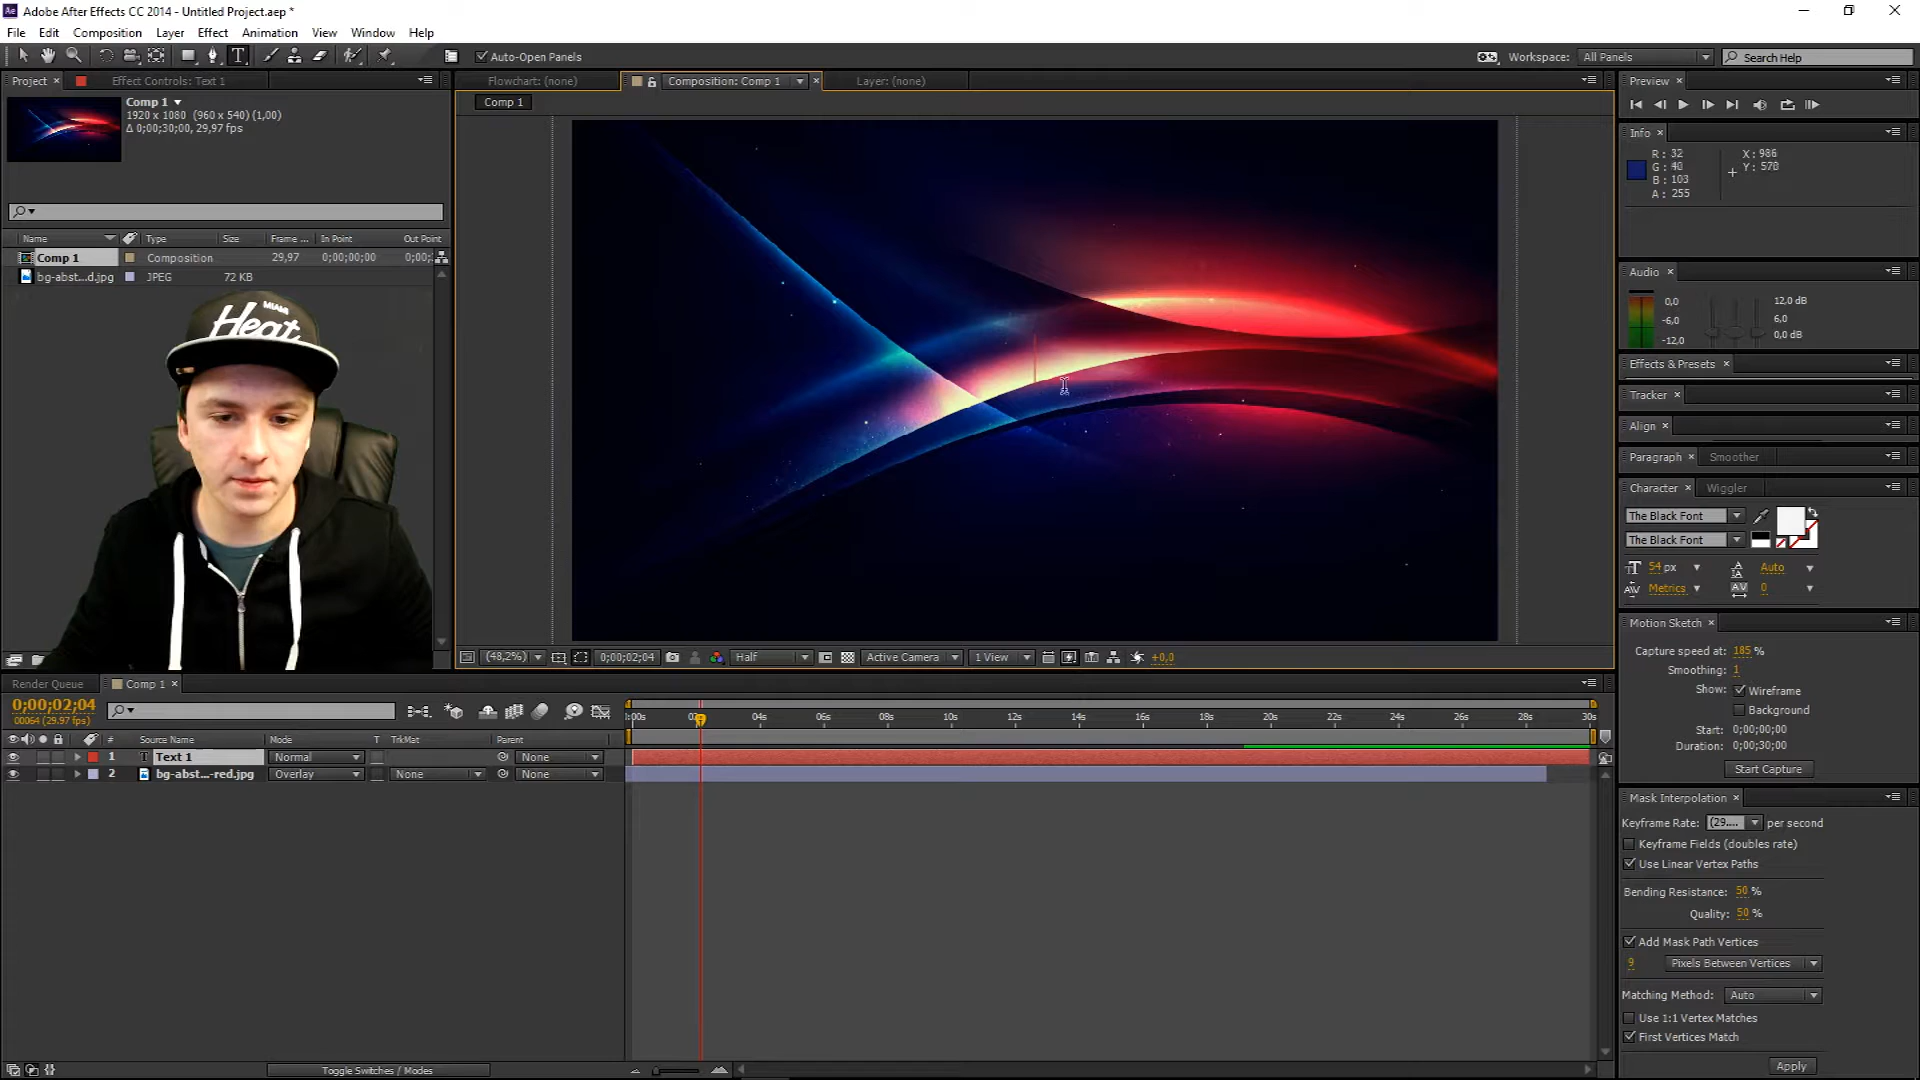 Adobe After Effects CC 2014 - Untitled Project.aep *
File Edit Composition Layer Effect Animation View Window Help
Auto-Open Panels
Workspace: All Panels
Search Help
Project
Effect Controls: Text 1
Flowchart: (none)
Composition: Comp 1
Layer: (none)
Comp 1
1920 x 1080 (960 x 540) (1,00)
Δ 0;00;30;00, 29,97 fps
Comp 1
Name Type Size Frame ... In Point Out Point
Comp 1 Composition 29,97 0;00;00;00 0;00;
bg-abst...d.jpg JPEG 72 KB
MIAMI
Heat
(48,2%) 0;00;02;04 Half Active Camera 1 View +0,0
Preview
Info
R: 32
G: 40
B: 103
A: 255
X: 986
Y: 570
Audio
0,0
-6,0
-12,0
12,0 dB
6,0
0,0 dB
Effects & Presets
Tracker
Align
Paragraph Smoother
Character Wiggler
The Black Font
The Black Font
54 px Auto
Metrics 0
Motion Sketch
Capture speed at: 185 %
Smoothing: 1
Show: Wireframe
Background
Start: 0;00;00;00
Duration: 0;00;30;00
Start Capture
Mask Interpolation
Keyframe Rate: (29.... per second
Keyframe Fields (doubles rate)
Use Linear Vertex Paths
Bending Resistance: 50 %
Quality: 50 %
Add Mask Path Vertices
9 Pixels Between Vertices
Matching Method: Auto
Use 1:1 Vertex Matches
First Vertices Match
Apply
Render Queue Comp 1
0;00;02;04
00064 (29.97 fps)
:00s 02s 04s 06s 08s 10s 12s 14s 16s 18s 20s 22s 24s 26s 28s 30s
# Source Name Mode T TrkMat Parent
1 T Text 1 Normal None
2 bg-abst...-red.jpg Overlay None None
Toggle Switches / Modes